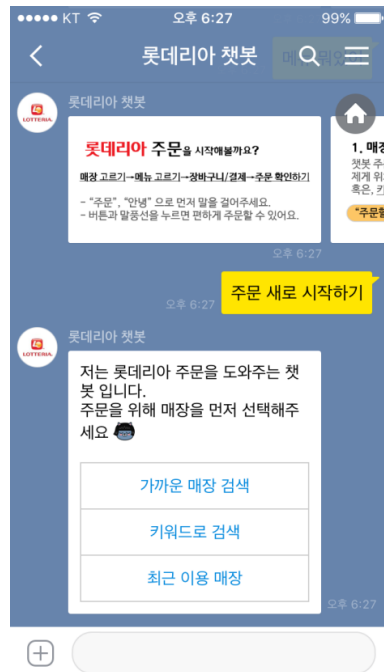 KT
오후 6:27
99%
롯데리아 챗봇
롯데리아 챗봇
LOTTERIA
롯데리아 주문을 시작해볼까요?
매장 고르기→메뉴 고르기→장바구니/결제→주문 확인하기
– "주문", "안녕" 으로 먼저 말을 걸어주세요.
– 버튼과 말풍선을 누르면 편하게 주문할 수 있어요.
1. 매장
챗봇 주
제게 위
혹은, 키
"주문할
오후 6:27
주문 새로 시작하기
오후 6:27
롯데리아 챗봇
LOTTERIA
저는 롯데리아 주문을 도와주는 챗
봇 입니다.
주문을 위해 매장을 먼저 선택해주
세요
가까운 매장 검색
키워드로 검색
최근 이용 매장
오후 6:27